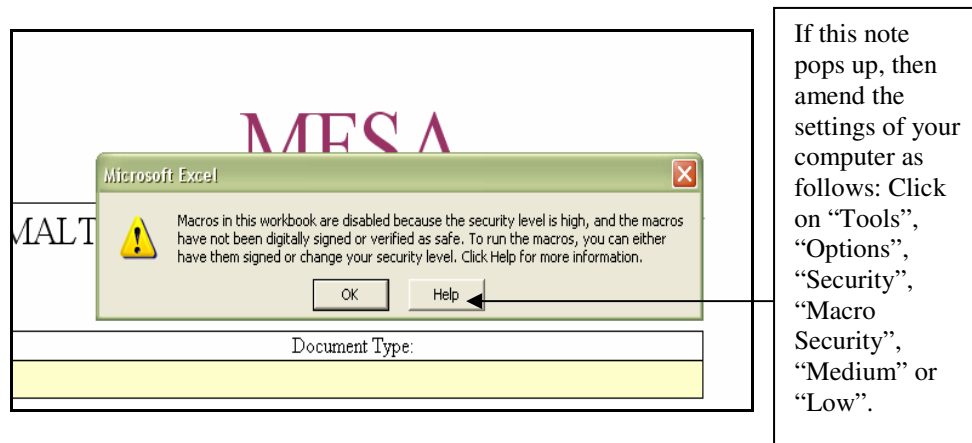 MESA
Microsoft Excel
MALT
Macros in this workbook are disabled because the security level is high, and the macros
have not been digitally signed or verified as safe. To run the macros, you can either
have them signed or change your security level. Click Help for more information.
OK Help
Document Type:
If this note
pops up, then
amend the
settings of your
computer as
follows: Click
on “Tools”,
“Options”,
“Security”,
“Macro
Security”,
“Medium” or
“Low”.